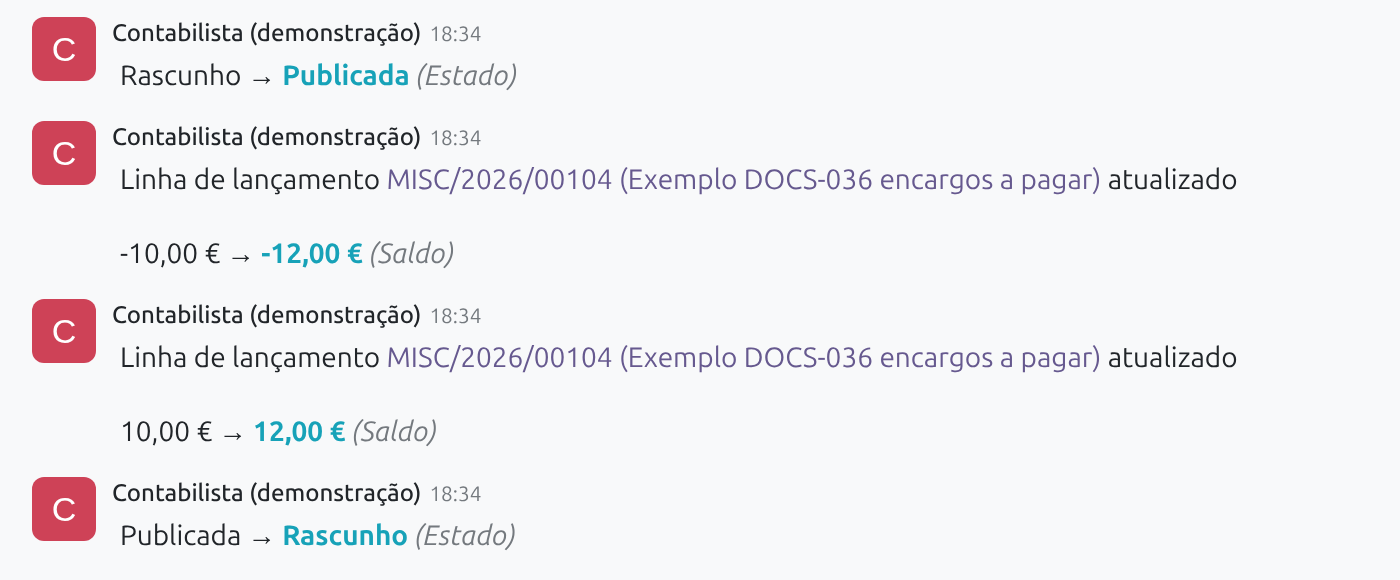 C
Contabilista (demonstração) 18:34
Rascunho → Publicada (Estado)
C
Contabilista (demonstração) 18:34
Linha de lançamento MISC/2026/00104 (Exemplo DOCS-036 encargos a pagar) atualizado
-10,00 € → -12,00 € (Saldo)
C
Contabilista (demonstração) 18:34
Linha de lançamento MISC/2026/00104 (Exemplo DOCS-036 encargos a pagar) atualizado
10,00 € → 12,00 € (Saldo)
C
Contabilista (demonstração) 18:34
Publicada → Rascunho (Estado)